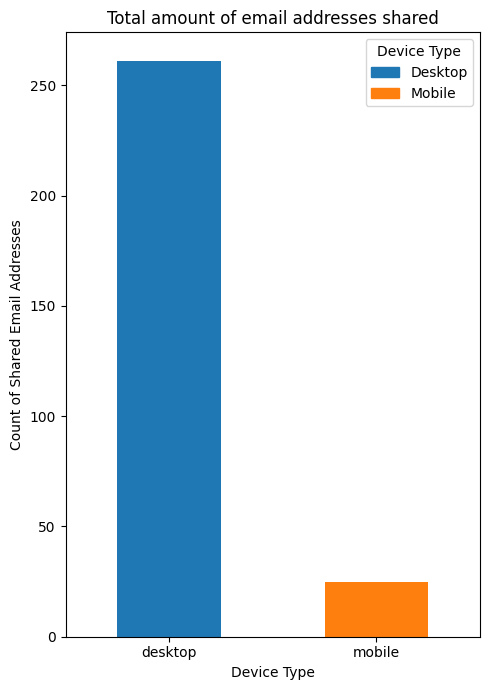 Total amount of email addresses shared
Device Type
Desktop
Mobile
250
200
150
100
50
0
Count of Shared Email Addresses
desktop
mobile
Device Type